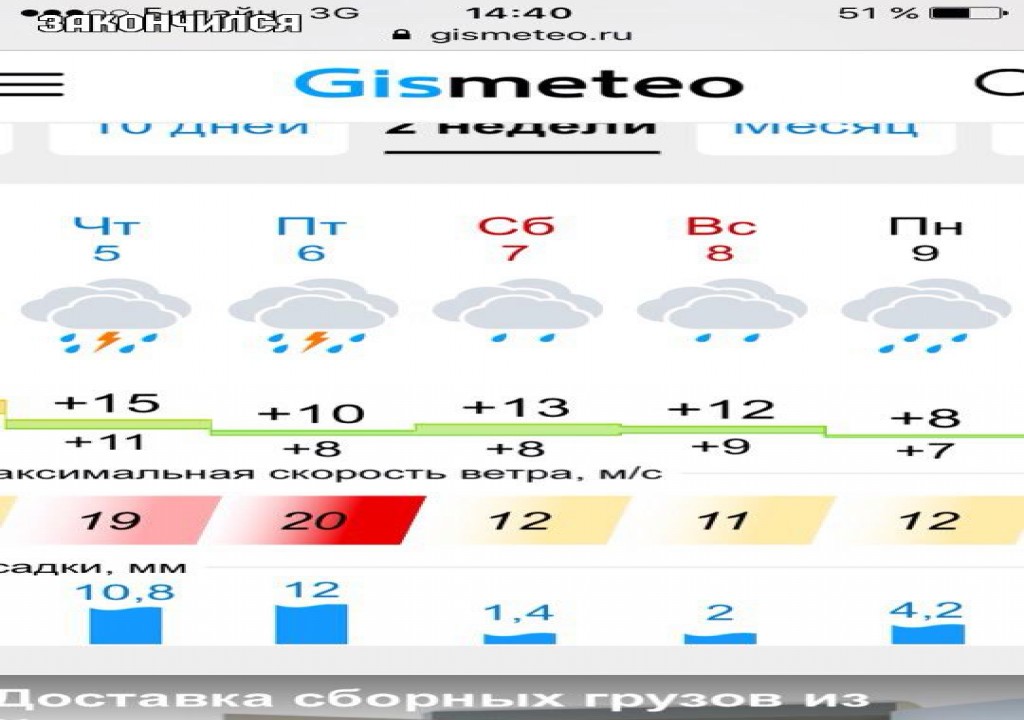 3G 14:40 51 %
ЗАКОНЧИЛСЯ
gismeteo.ru
Gismeteo
10 дней 2 недели Месяц
Чт Пт Сб Вс Пн
5 6 7 8 9
+15 +10 +13 +12 +8
+11 +8 +8 +9 +7
аксимальная скорость ветра, м/с
19 20 12 11 12
садки, мм
10,8 12 1,4 2 4,2
Доставка сборных грузов из